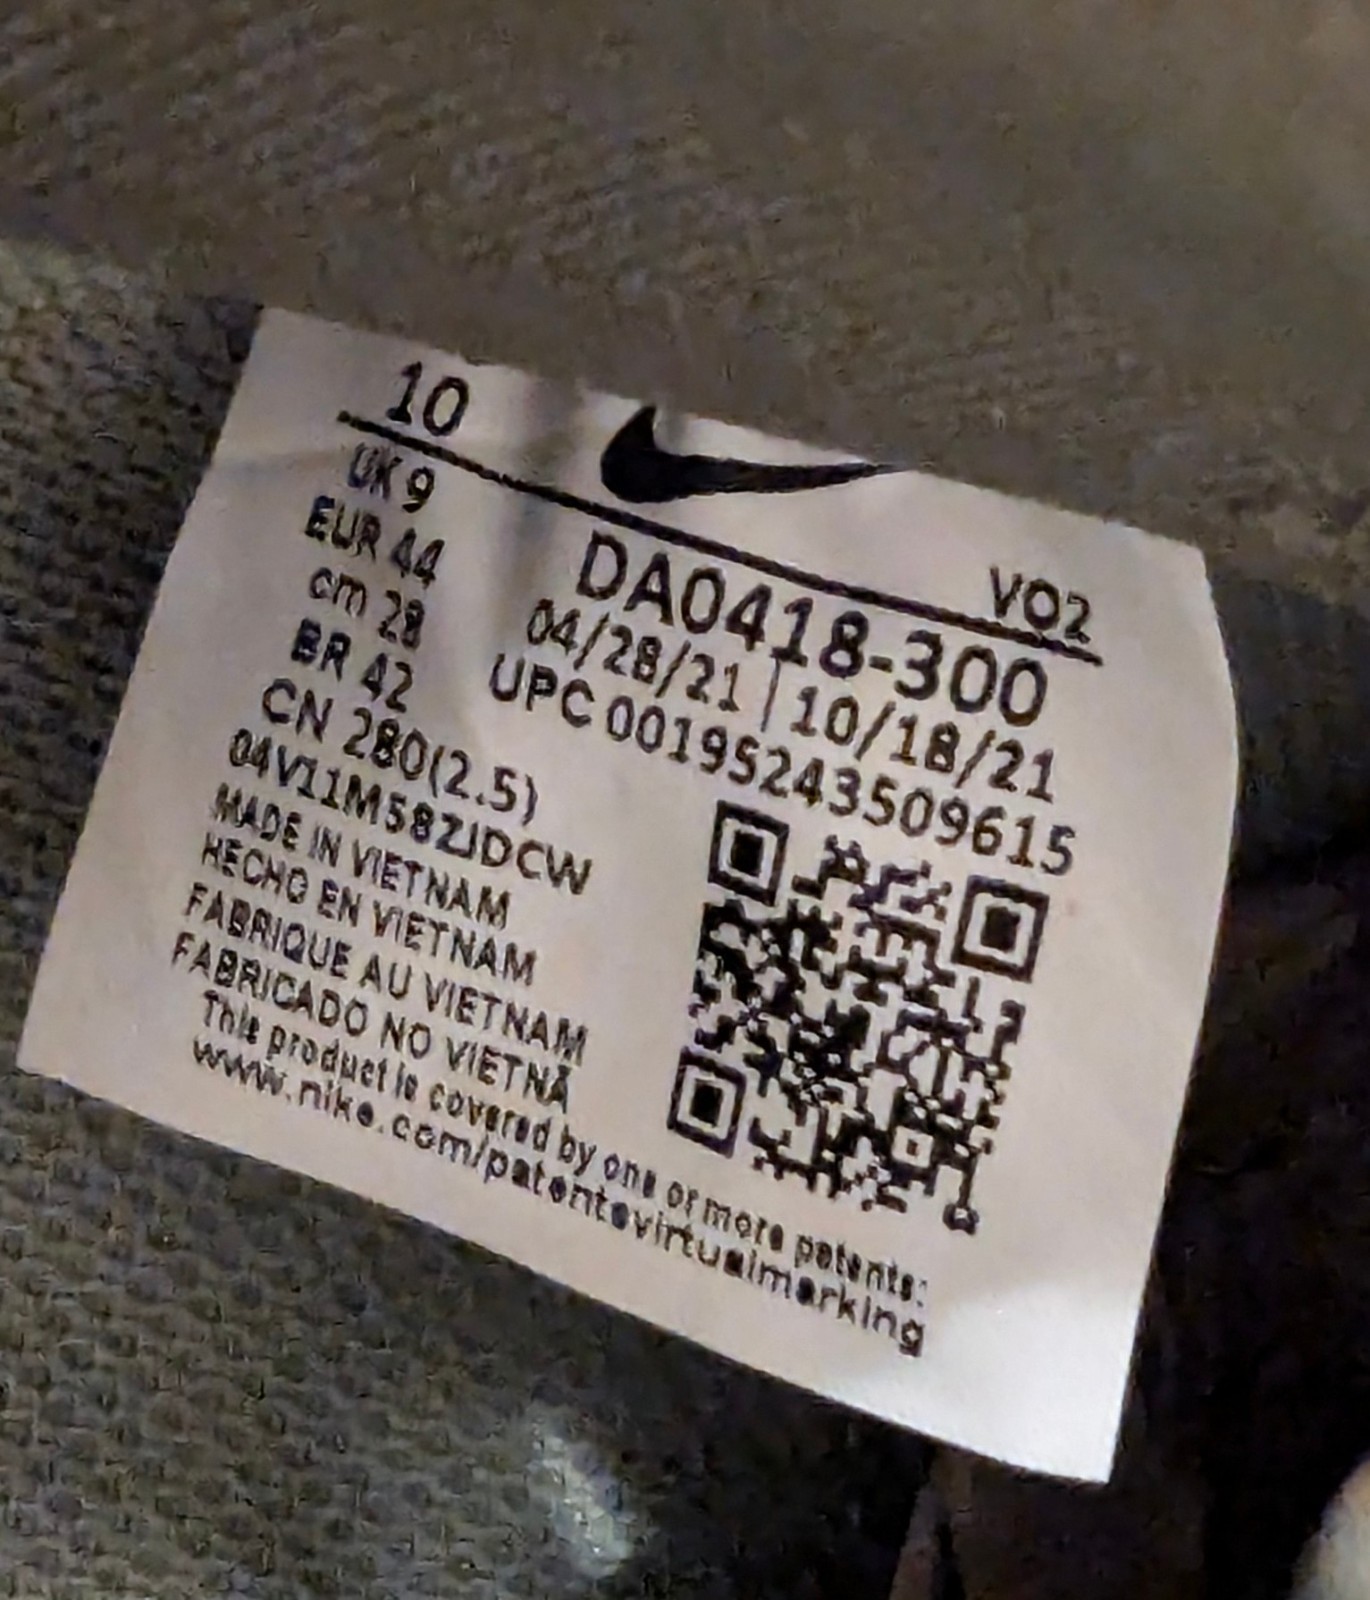 10
VO2
UK 9
EUR 44
cm 28
BR 42
CN 280(2.5)
04V11M58ZJDCW
DA0418-300
04/28/21 | 10/18/21
UPC 00195243509615
MADE IN VIETNAM
HECHO EN VIETNAM
FABRIQUE AU VIETNAM
FABRICADO NO VIETNÃ
This product is covered by one or more patents:
www.nike.com/patentsvirtualmarking